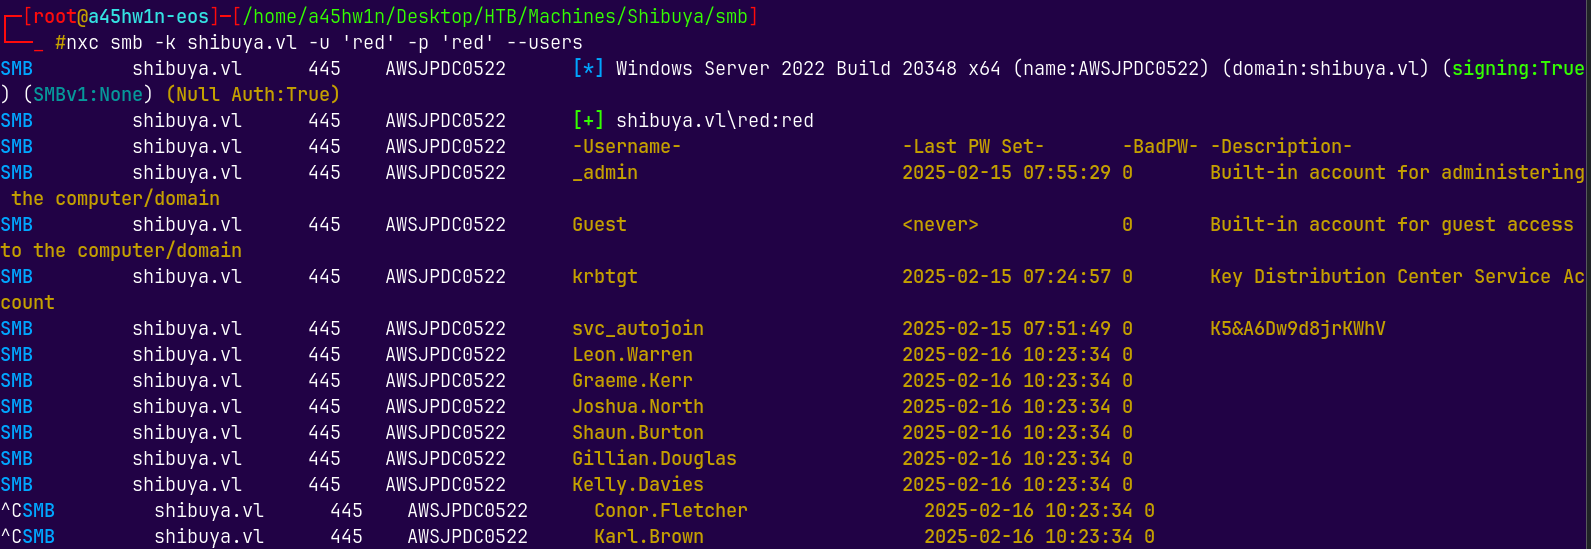 ┌─[root@a45hw1n-eos]─[/home/a45hw1n/Desktop/HTB/Machines/Shibuya/smb]
└──_ #nxc smb -k shibuya.vl -u 'red' -p 'red' --users
SMB         shibuya.vl      445    AWSJPDC0522      [*] Windows Server 2022 Build 20348 x64 (name:AWSJPDC0522) (domain:shibuya.vl) (signing:True
) (SMBv1:None) (Null Auth:True)
SMB         shibuya.vl      445    AWSJPDC0522      [+] shibuya.vl\red:red
SMB         shibuya.vl      445    AWSJPDC0522      -Username-                    -Last PW Set-       -BadPW- -Description-
SMB         shibuya.vl      445    AWSJPDC0522      _admin                        2025-02-15 07:55:29 0       Built-in account for administering
 the computer/domain
SMB         shibuya.vl      445    AWSJPDC0522      Guest                         <never>             0       Built-in account for guest access
to the computer/domain
SMB         shibuya.vl      445    AWSJPDC0522      krbtgt                        2025-02-15 07:24:57 0       Key Distribution Center Service Ac
count
SMB         shibuya.vl      445    AWSJPDC0522      svc_autojoin                  2025-02-15 07:51:49 0       K5&A6Dw9d8jrKWhV
SMB         shibuya.vl      445    AWSJPDC0522      Leon.Warren                   2025-02-16 10:23:34 0
SMB         shibuya.vl      445    AWSJPDC0522      Graeme.Kerr                   2025-02-16 10:23:34 0
SMB         shibuya.vl      445    AWSJPDC0522      Joshua.North                  2025-02-16 10:23:34 0
SMB         shibuya.vl      445    AWSJPDC0522      Shaun.Burton                  2025-02-16 10:23:34 0
SMB         shibuya.vl      445    AWSJPDC0522      Gillian.Douglas               2025-02-16 10:23:34 0
SMB         shibuya.vl      445    AWSJPDC0522      Kelly.Davies                  2025-02-16 10:23:34 0
^CSMB         shibuya.vl      445    AWSJPDC0522      Conor.Fletcher                2025-02-16 10:23:34 0
^CSMB         shibuya.vl      445    AWSJPDC0522      Karl.Brown                    2025-02-16 10:23:34 0